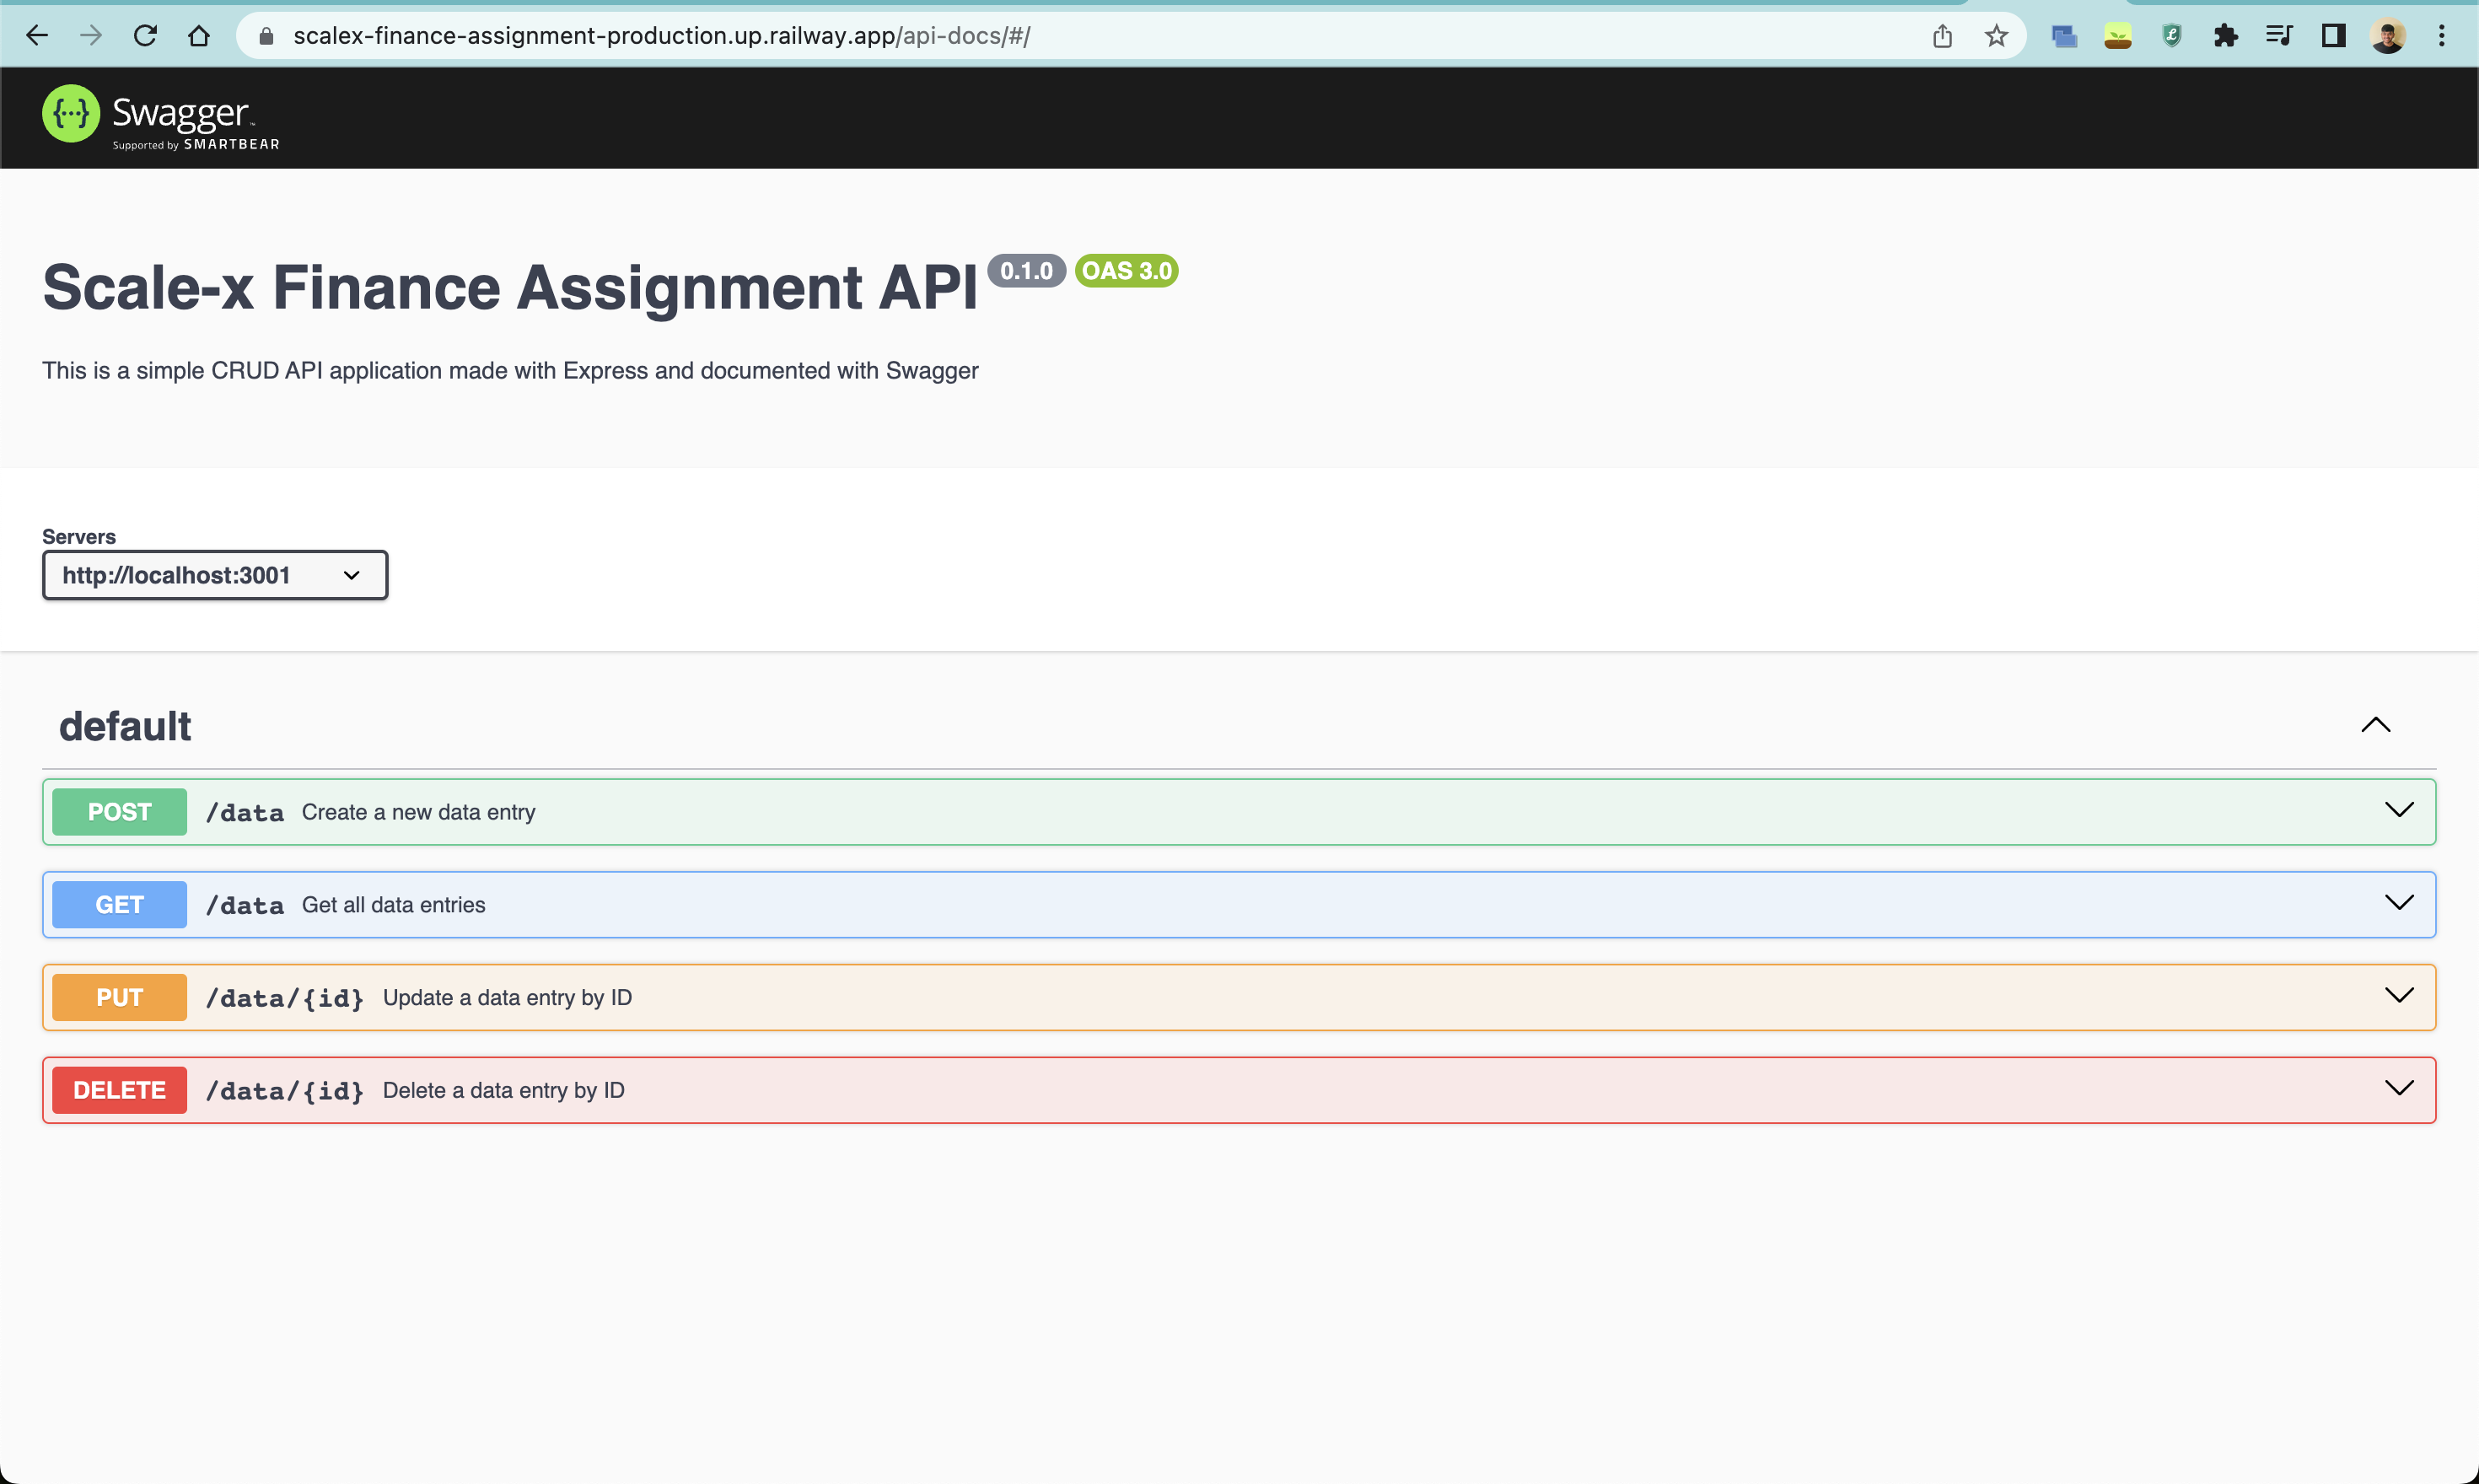 scalex-finance-assignment-production.up.railway.app/api-docs/#/
{···} Swagger™
Supported by SMARTBEAR
Scale-x Finance Assignment API 0.1.0 OAS 3.0
This is a simple CRUD API application made with Express and documented with Swagger
Servers
http://localhost:3001
default
POST /data Create a new data entry
GET /data Get all data entries
PUT /data/{id} Update a data entry by ID
DELETE /data/{id} Delete a data entry by ID